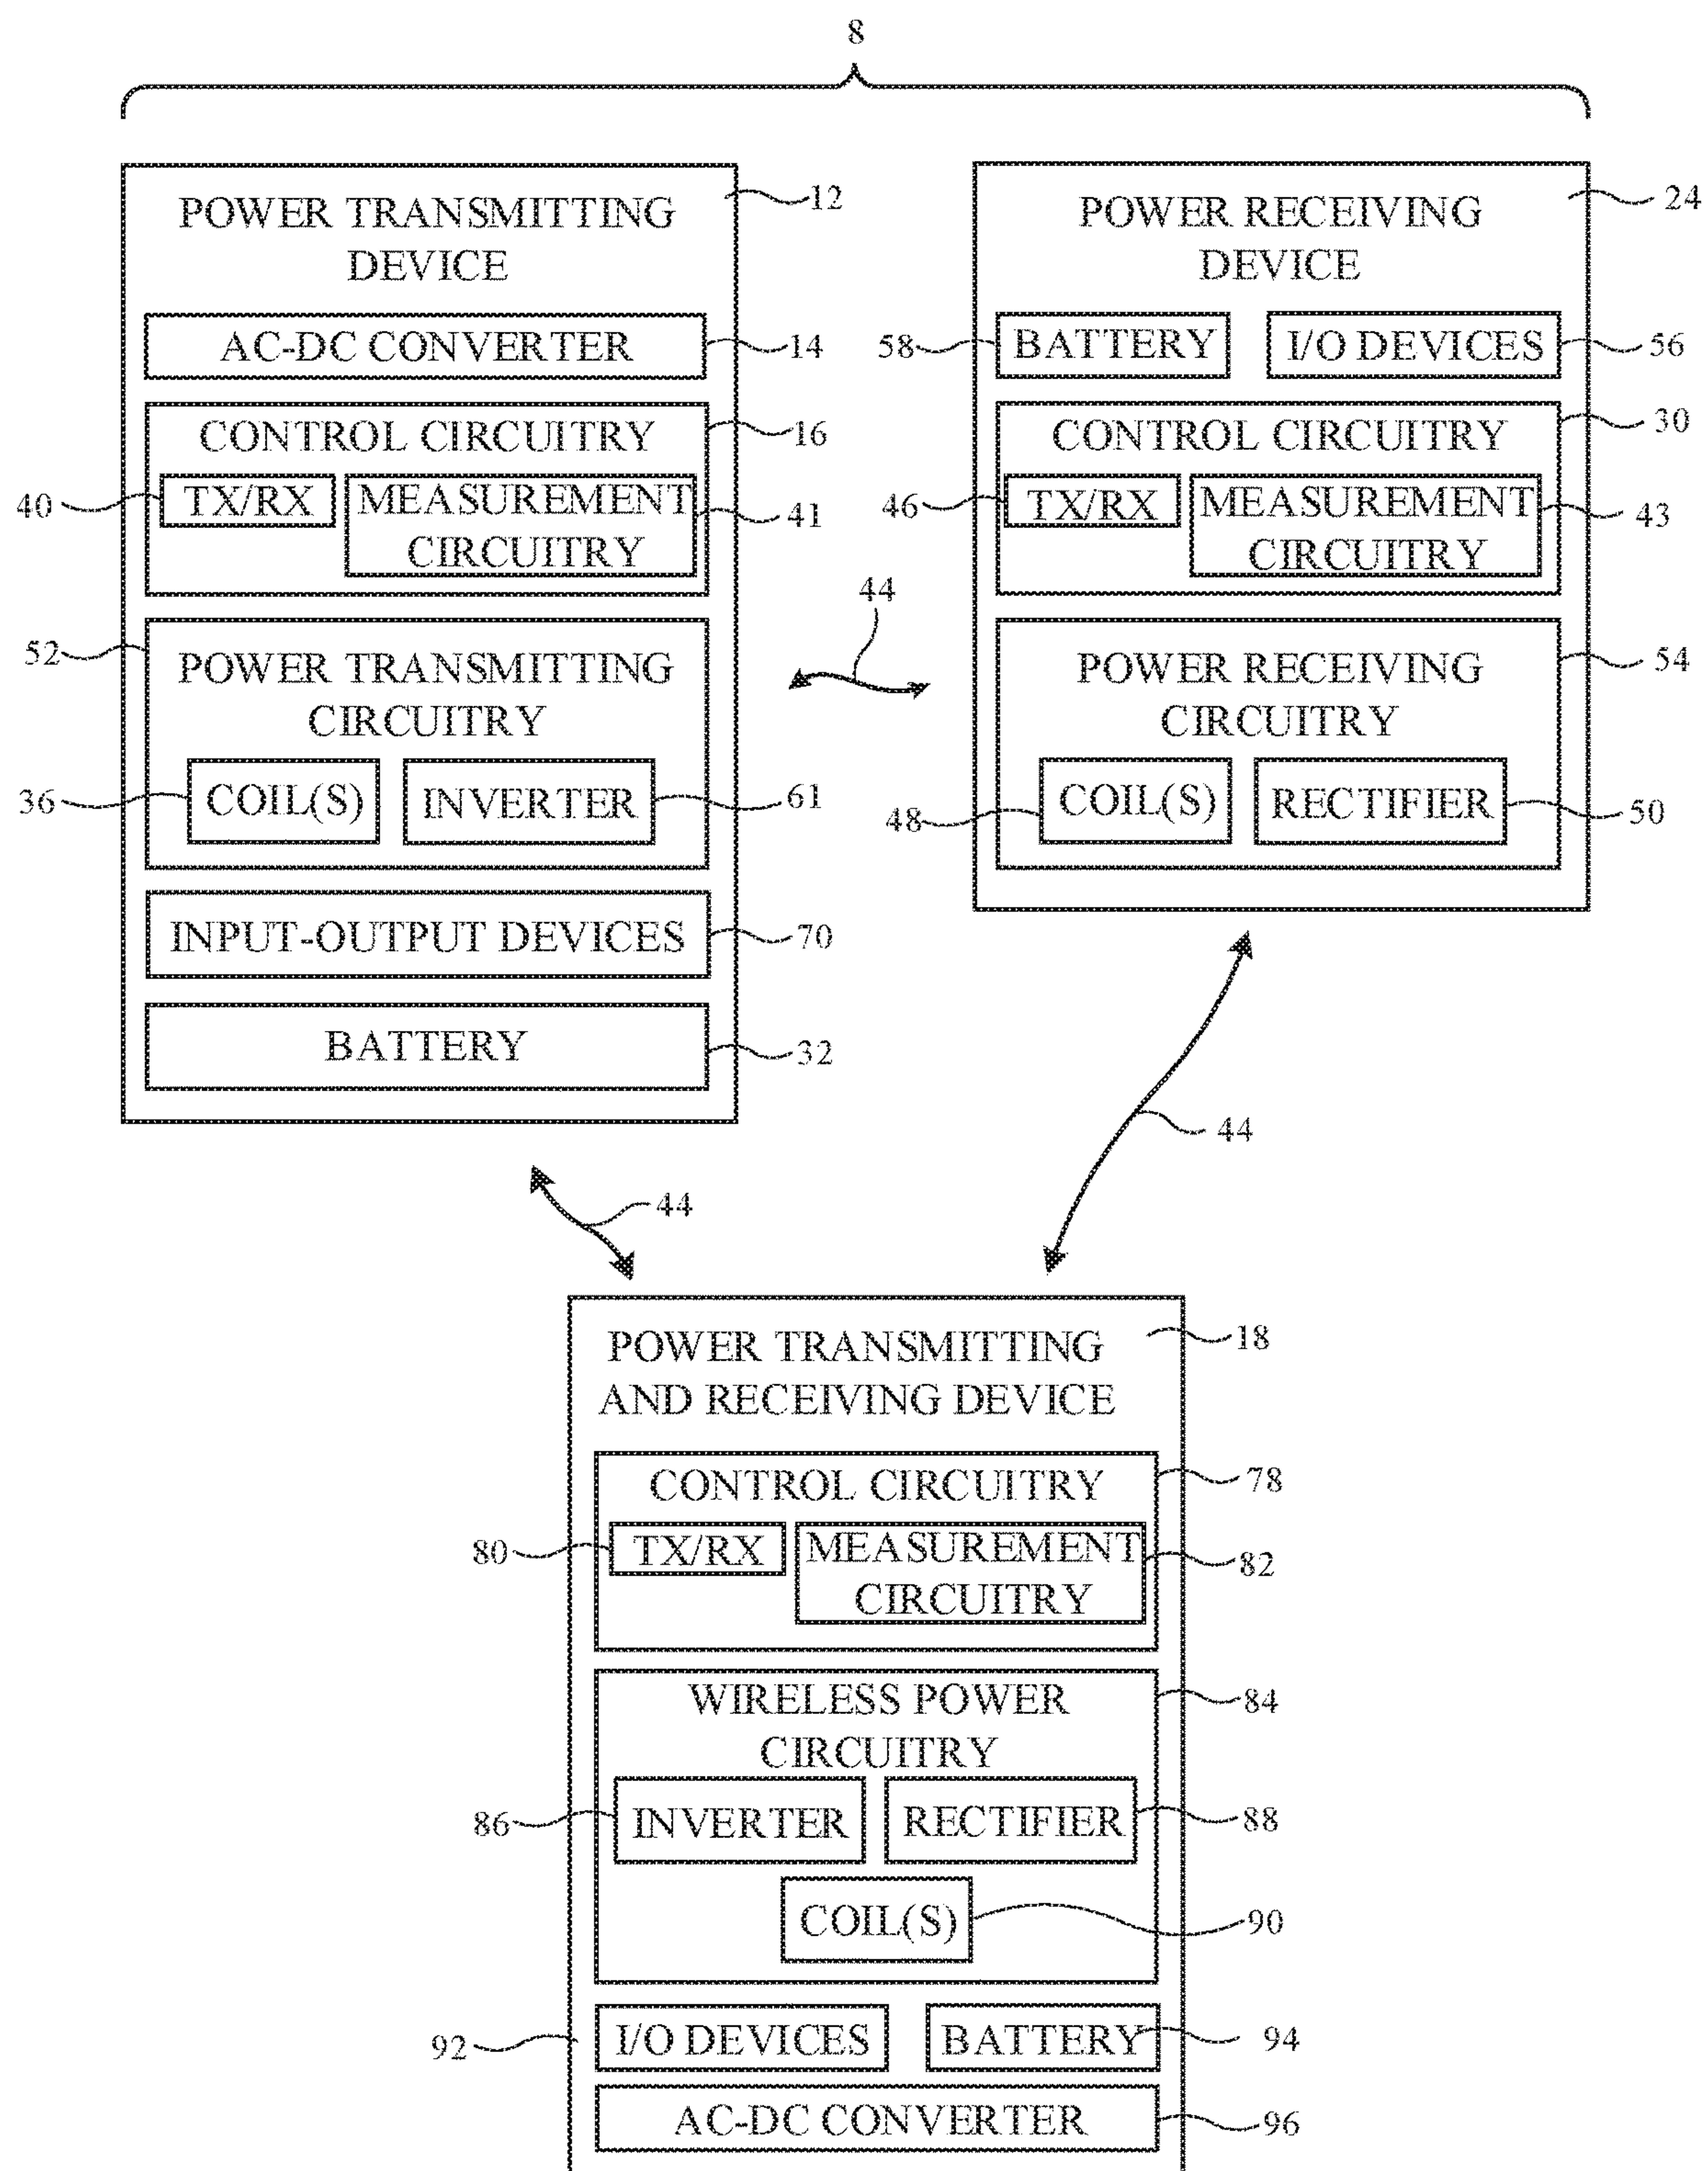 8
POWER TRANSMITTING
DEVICE
12
AC-DC CONVERTER
14
CONTROL CIRCUITRY
16
40
TX/RX
MEASUREMENT
CIRCUITRY
41
52
POWER TRANSMITTING
CIRCUITRY
36
COIL(S)
INVERTER
61
INPUT-OUTPUT DEVICES
70
BATTERY
32
44
POWER RECEIVING
DEVICE
24
58
BATTERY
I/O DEVICES
56
CONTROL CIRCUITRY
30
46
TX/RX
MEASUREMENT
CIRCUITRY
43
POWER RECEIVING
CIRCUITRY
54
48
COIL(S)
RECTIFIER
50
44
44
POWER TRANSMITTING
AND RECEIVING DEVICE
18
CONTROL CIRCUITRY
78
80
TX/RX
MEASUREMENT
CIRCUITRY
82
WIRELESS POWER
CIRCUITRY
84
86
INVERTER
RECTIFIER
88
COIL(S)
90
92
I/O DEVICES
BATTERY
94
AC-DC CONVERTER
96